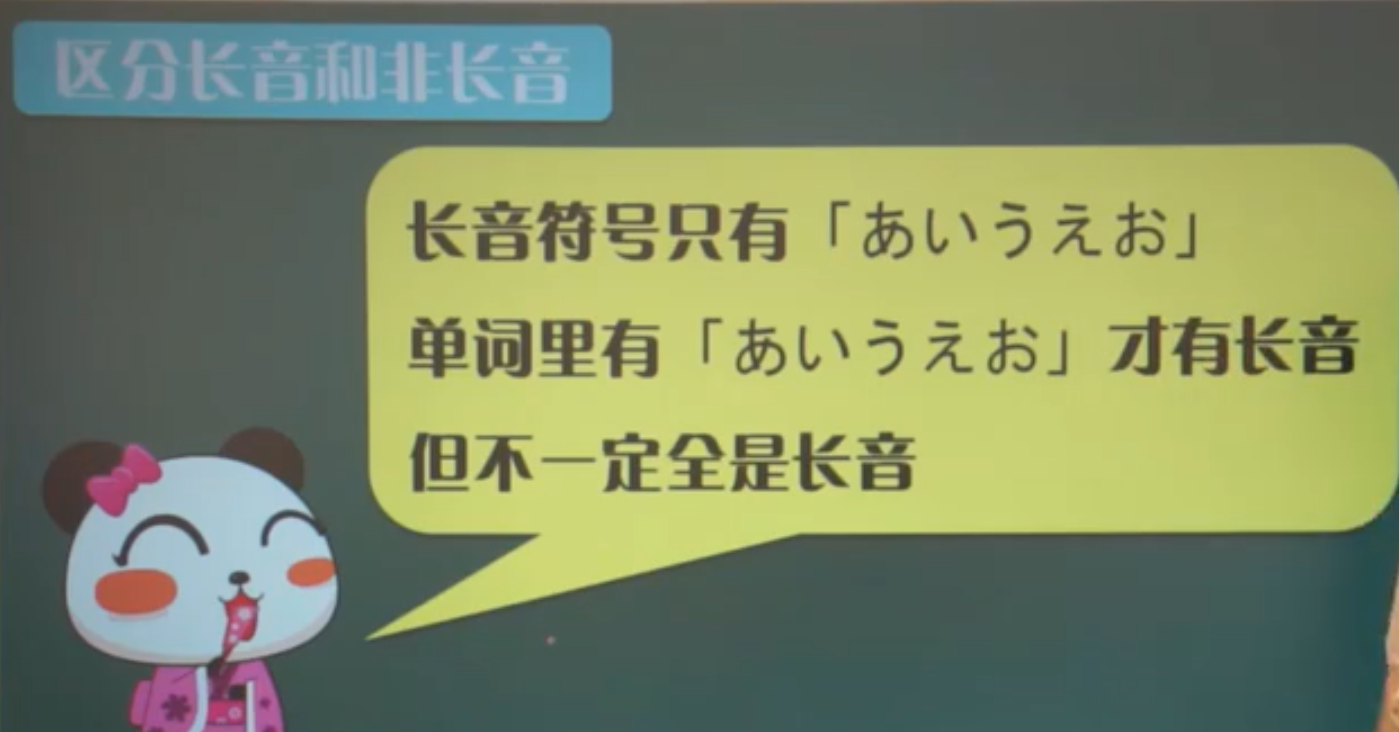 区分长音和非长音
长音符号只有「あいうえお」
单词里有「あいうえお」才有长音
但不一定全是长音